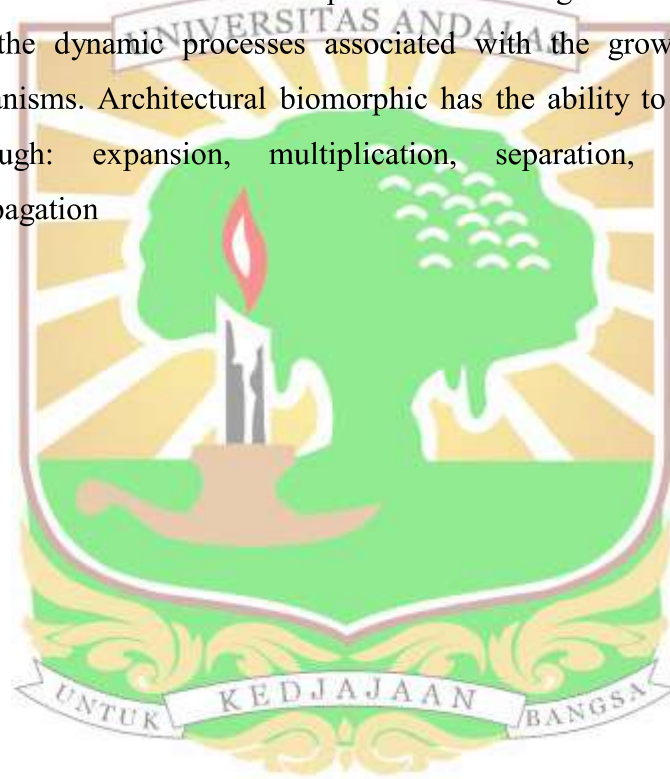 UNIVERSITAS ANDALAS
the dynamic processes associated with the grow
anisms. Architectural biomorphic has the ability to
ugh: expansion, multiplication, separation,
pagation
UNTUK KEDJAJAAN BANGSA